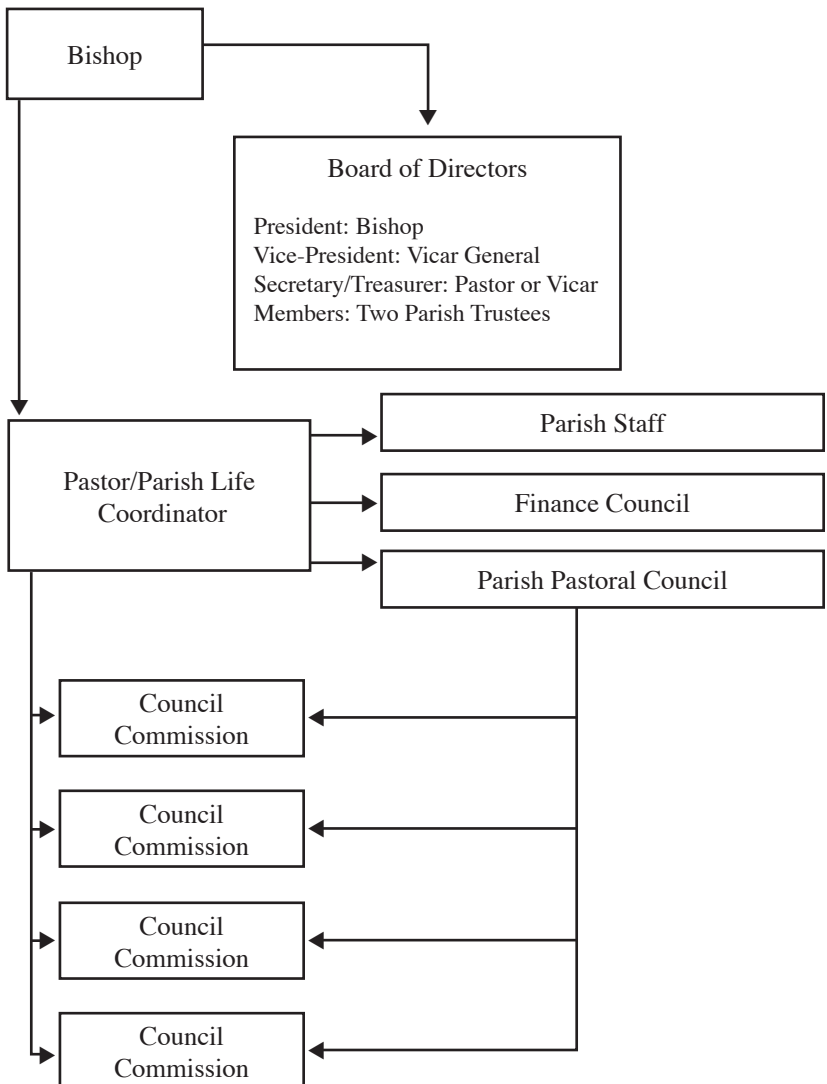 Bishop
Board of Directors
President: Bishop
Vice-President: Vicar General
Secretary/Treasurer: Pastor or Vicar
Members: Two Parish Trustees
Parish Staff
Pastor/Parish Life
Coordinator
Finance Council
Parish Pastoral Council
Council
Commission
Council
Commission
Council
Commission
Council
Commission